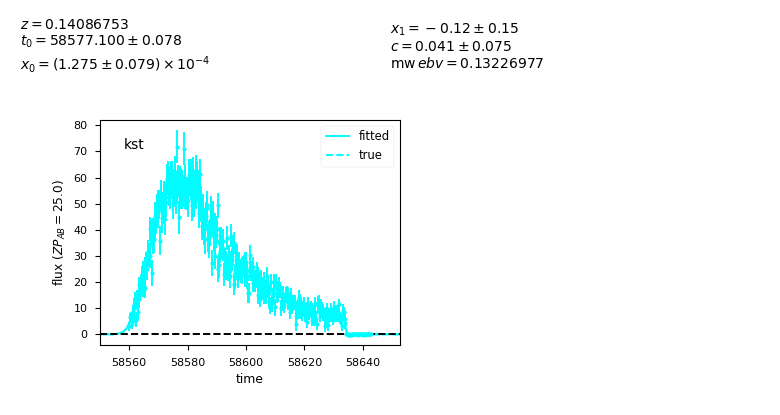 z = 0.14086753
t₀ = 58577.100 ± 0.078
x₀ = (1.275 ± 0.079) × 10⁻⁴
x₁ = −0.12 ± 0.15
c = 0.041 ± 0.075
mw ebv = 0.13226977
kst
fitted
true
flux (ZP_AB = 25.0)
80
70
60
50
40
30
20
10
0
58560 58580 58600 58620 58640
time